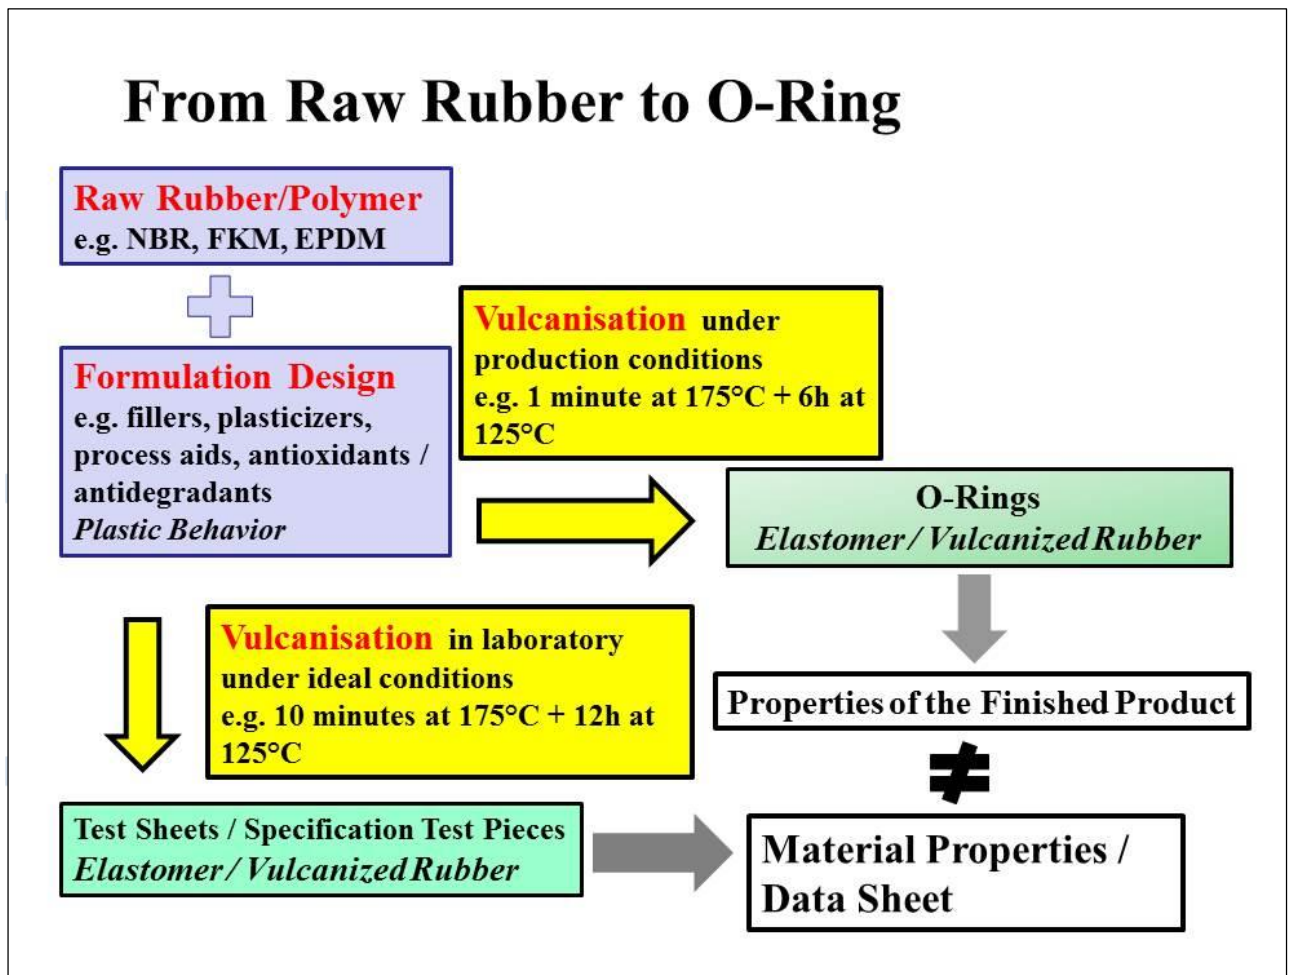 From Raw Rubber to O-Ring
Raw Rubber/Polymer
e.g. NBR, FKM, EPDM
Formulation Design
e.g. fillers, plasticizers,
process aids, antioxidants /
antidegradants
Plastic Behavior
Vulcanisation under
production conditions
e.g. 1 minute at 175°C + 6h at
125°C
O-Rings
Elastomer / Vulcanized Rubber
Vulcanisation in laboratory
under ideal conditions
e.g. 10 minutes at 175°C + 12h at
125°C
Properties of the Finished Product
≠
Test Sheets / Specification Test Pieces
Elastomer / Vulcanized Rubber
Material Properties /
Data Sheet